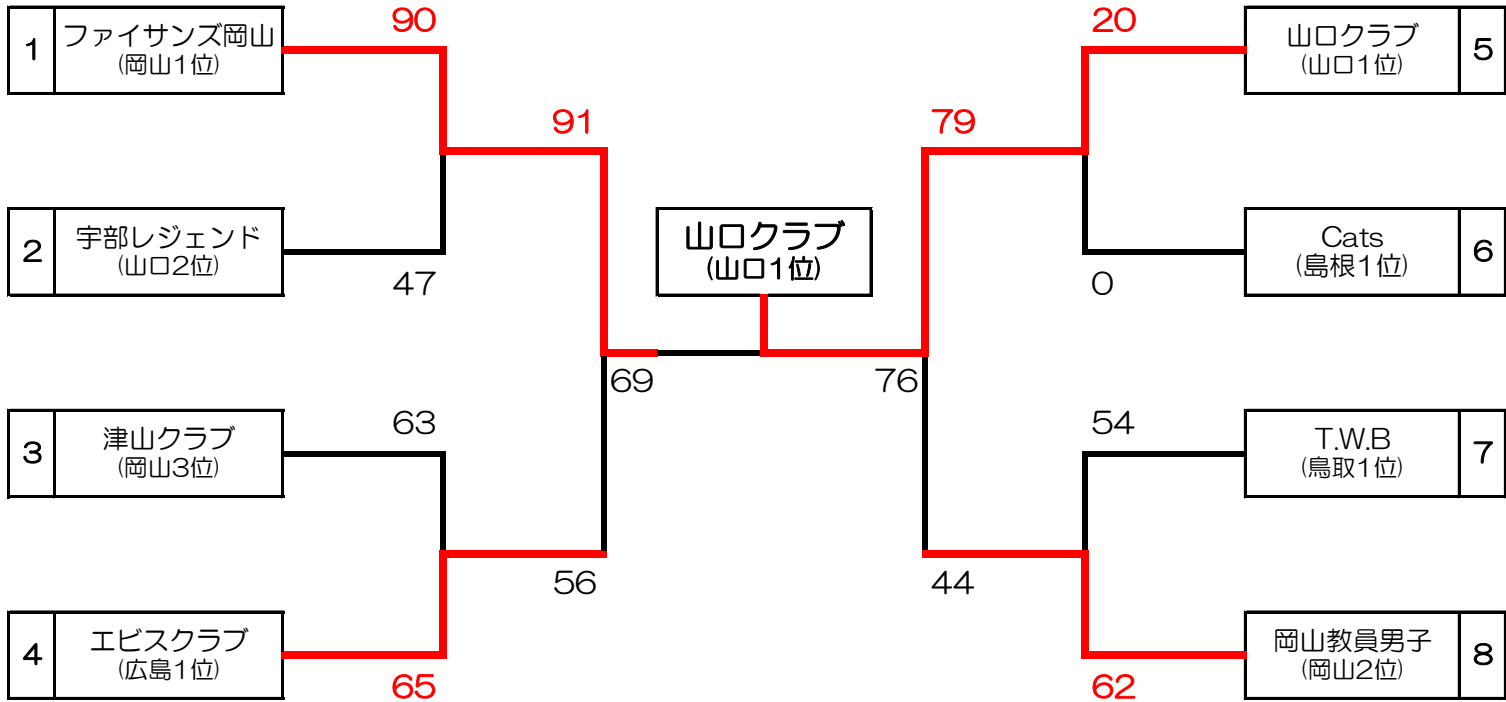 90
20
1
ファイサンズ岡山
(岡山1位)
山口クラブ
(山口1位)
5
91
79
2
宇部レジェンド
(山口2位)
山口クラブ
(山口1位)
Cats
(島根1位)
6
47
0
69
76
3
津山クラブ
(岡山3位)
63
54
T.W.B
(鳥取1位)
7
56
44
4
エビスクラブ
(広島1位)
岡山教員男子
(岡山2位)
8
65
62